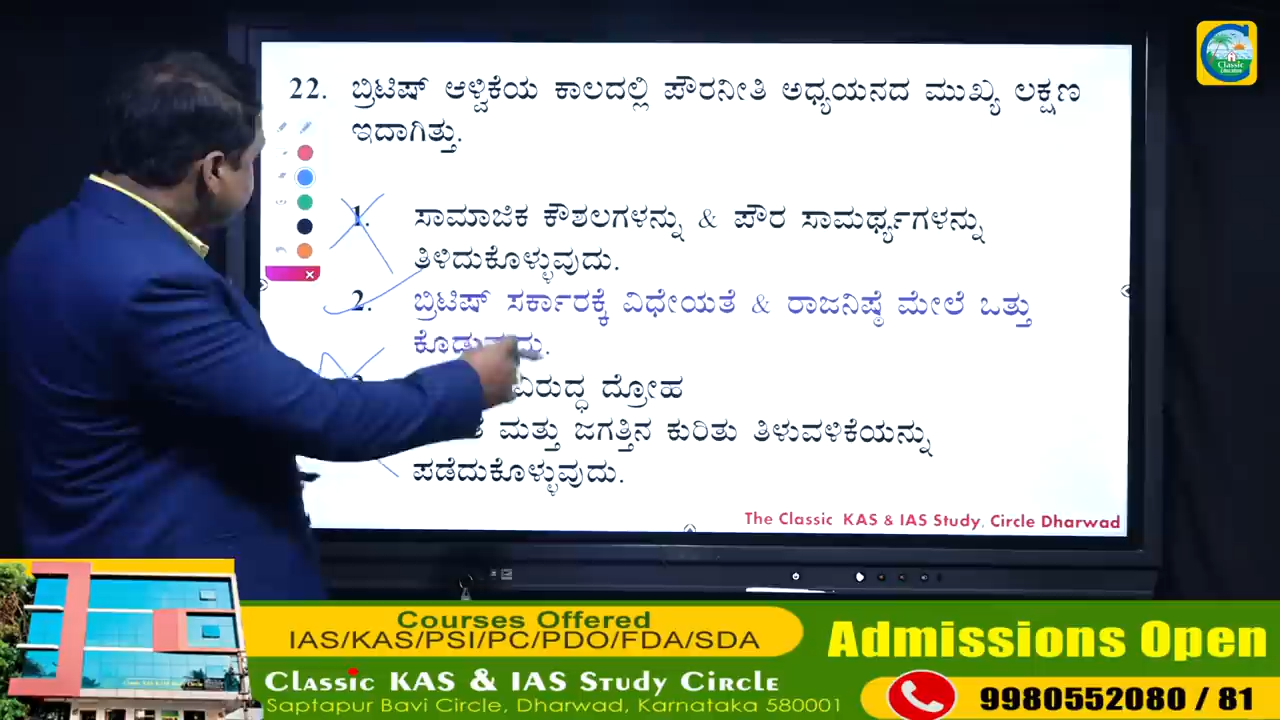 22. ಬ್ರಿಟಿಷ್ ಆಳ್ವಿಕೆಯ ಕಾಲದಲ್ಲಿ ಪೌರನೀತಿ ಅಧ್ಯಯನದ ಮುಖ್ಯ ಲಕ್ಷಣ
ಇದಾಗಿತ್ತು.
1. ಸಾಮಾಜಿಕ ಕೌಶಲಗಳನ್ನು & ಪೌರ ಸಾಮರ್ಥ್ಯಗಳನ್ನು
ತಿಳಿದುಕೊಳ್ಳುವುದು.
2. ಬ್ರಿಟಿಷ್ ಸರ್ಕಾರಕ್ಕೆ ವಿಧೇಯತೆ & ರಾಜನಿಷ್ಠೆ ಮೇಲೆ ಒತ್ತು
ವಿರುದ್ಧ ದ್ರೋಹ
ಮತ್ತು ಜಗತ್ತಿನ ಕುರಿತು ತಿಳುವಳಿಕೆಯನ್ನು
ಪಡೆದುಕೊಳ್ಳುವುದು.
The Classic KAS & IAS Study, Circle Dharwad
Classic
Courses Offered
IAS/KAS/PSI/PC/PDO/FDA/SDA
Classic KAS & IAS Study Circle
Saptapur Bavi Circle, Dharwad, Karnataka 580001
Admissions Open
9980552080 / 81